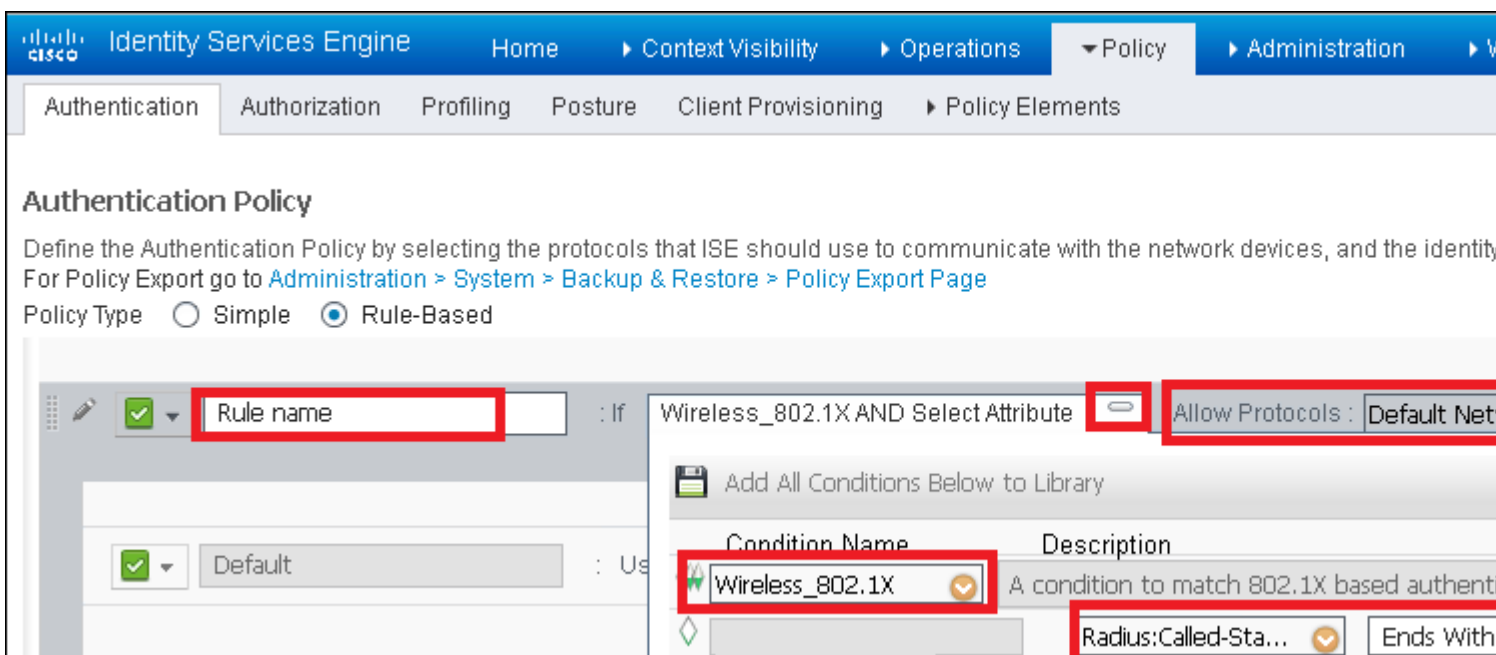 CISCO Identity Services Engine Home Context Visibility Operations Policy Administration
Authentication Authorization Profiling Posture Client Provisioning Policy Elements
Authentication Policy
Define the Authentication Policy by selecting the protocols that ISE should use to communicate with the network devices, and the identity
For Policy Export go to Administration > System > Backup & Restore > Policy Export Page
Policy Type Simple Rule-Based
Rule name : If Wireless_802.1X AND Select Attribute Allow Protocols : Default Net
Add All Conditions Below to Library
Condition Name Description
Default : Us
Wireless_802.1X A condition to match 802.1X based authenti
Radius:Called-Sta... Ends With